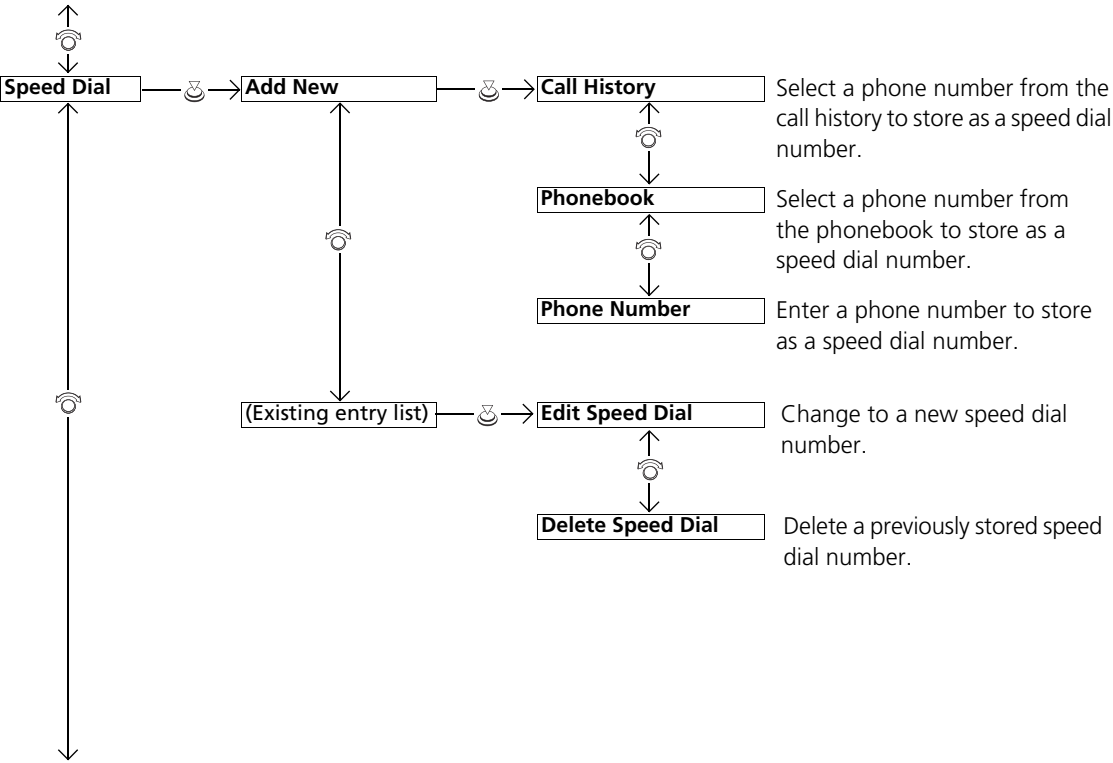 Speed Dial
Add New
Call History
Select a phone number from the
call history to store as a speed dial
number.
Phonebook
Select a phone number from
the phonebook to store as a
speed dial number.
Phone Number
Enter a phone number to store
as a speed dial number.
(Existing entry list)
Edit Speed Dial
Change to a new speed dial
number.
Delete Speed Dial
Delete a previously stored speed
dial number.